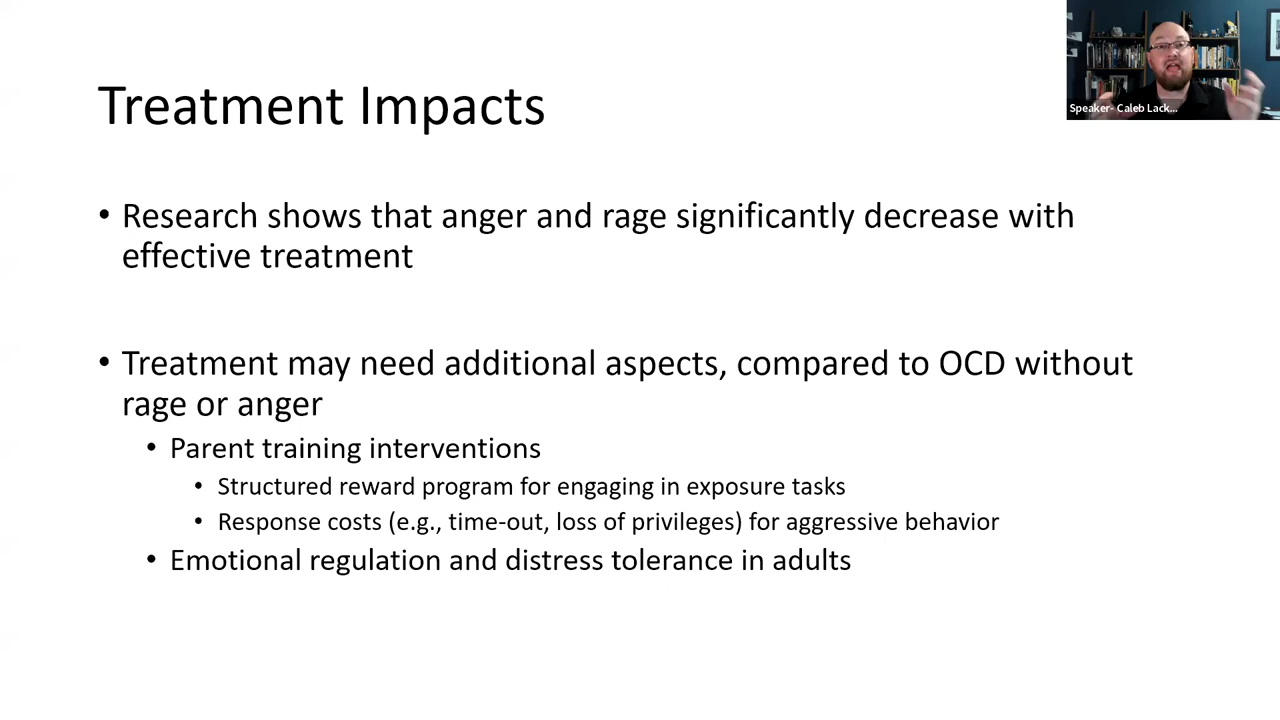 Speaker- Caleb Lack...
Treatment Impacts
• Research shows that anger and rage significantly decrease with
effective treatment
• Treatment may need additional aspects, compared to OCD without
rage or anger
• Parent training interventions
• Structured reward program for engaging in exposure tasks
• Response costs (e.g., time-out, loss of privileges) for aggressive behavior
• Emotional regulation and distress tolerance in adults